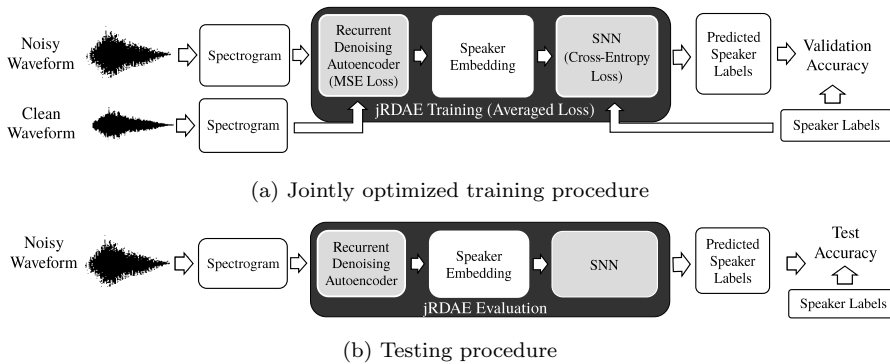 Noisy
Waveform
Spectrogram
Recurrent
Denoising
Autoencoder
(MSE Loss)
Speaker
Embedding
SNN
(Cross-Entropy
Loss)
Predicted
Speaker
Labels
Validation
Accuracy
jRDAE Training (Averaged Loss)
Clean
Waveform
Spectrogram
Speaker Labels
(a) Jointly optimized training procedure
Noisy
Waveform
Spectrogram
Recurrent
Denoising
Autoencoder
Speaker
Embedding
SNN
Predicted
Speaker
Labels
Test
Accuracy
jRDAE Evaluation
Speaker Labels
(b) Testing procedure